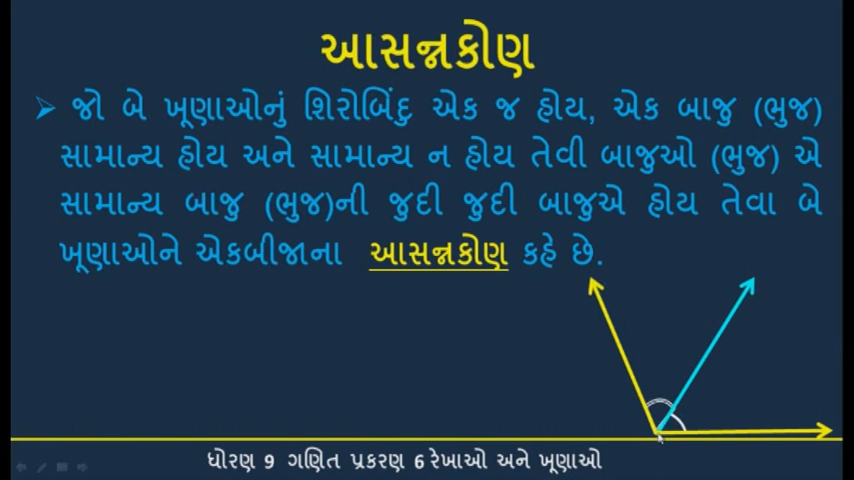 આસન્નકોણ
જો બે ખૂણાઓનું શિરોબિંદુ એક જ હોય, એક બાજુ (ભુજ)
સામાન્ય હોય અને સામાન્ય ન હોય તેવી બાજુઓ (ભુજ) એ
સામાન્ય બાજુ (ભુજ)ની જુદી જુદી બાજુએ હોય તેવા બે
ખૂણાઓને એકબીજાના આસન્નકોણ કહે છે.
ધોરણ 9 ગણિત પ્રકરણ 6 રેખાઓ અને ખૂણાઓ